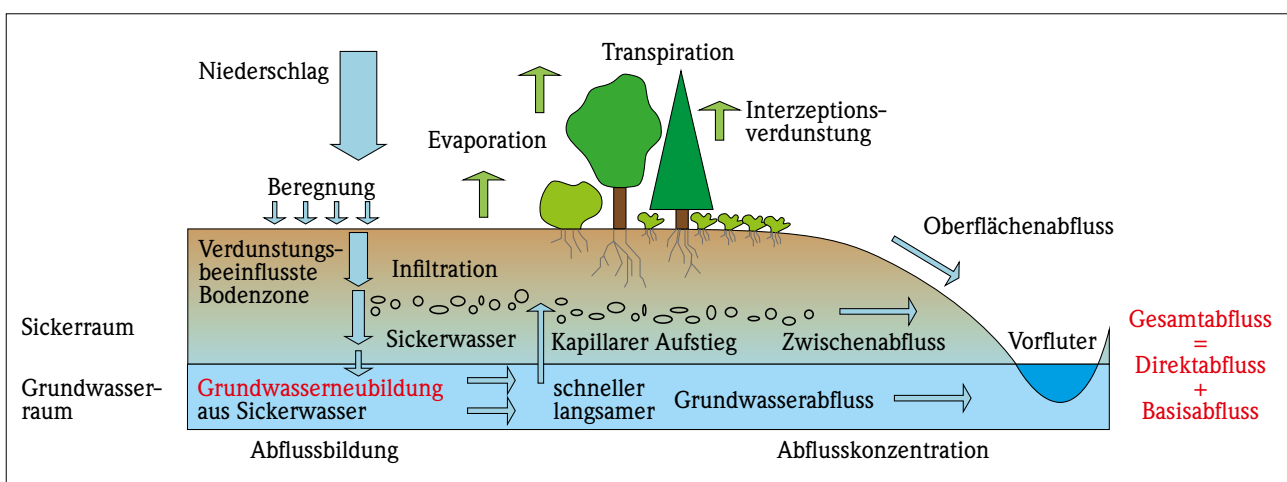 Transpiration
Niederschlag
Interzeptions-
verdunstung
Evaporation
Beregnung
Oberflächenabfluss
Verdunstungs-
beeinflusste
Bodenzone
Infiltration
Sickerraum
Sickerwasser
Kapillarer Aufstieg
Zwischenabfluss
Vorfluter
Gesamtabfluss
=
Direktabfluss
+
Basisabfluss
Grundwasser-
raum
Grundwasserneubildung
aus Sickerwasser
schneller
langsamer
Grundwasserabfluss
Abflussbildung
Abflusskonzentration